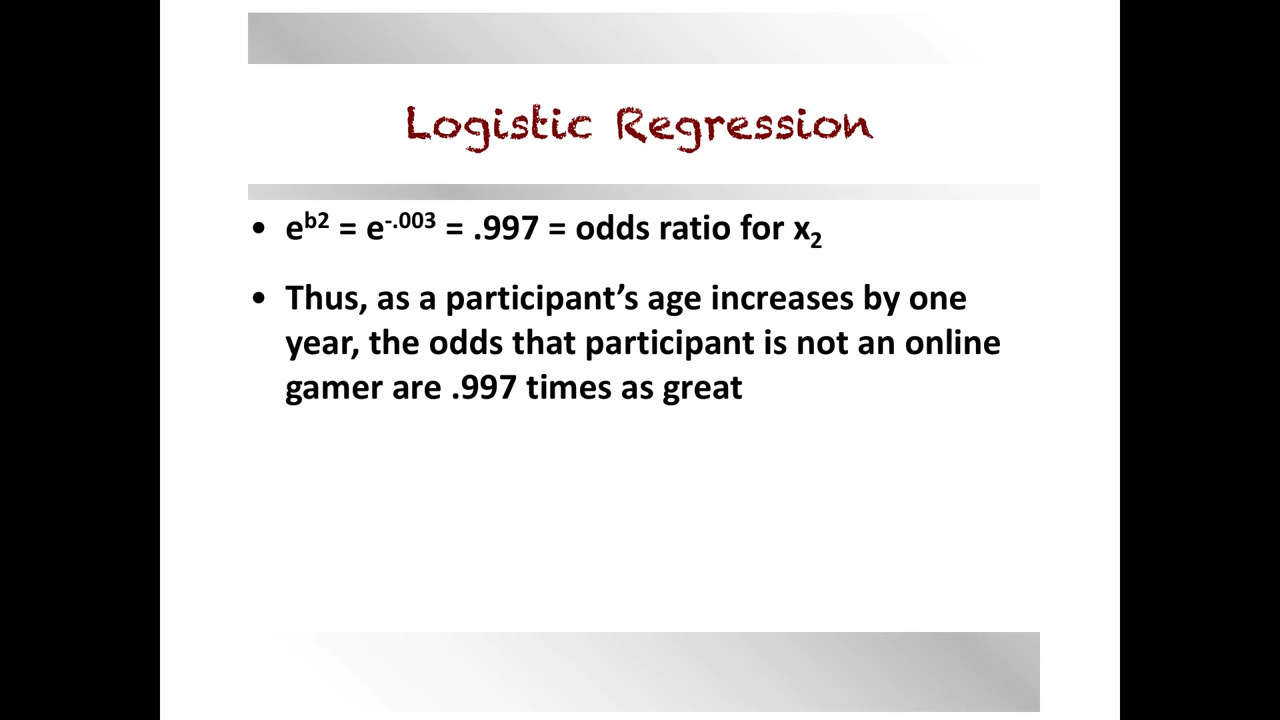 Logistic Regression
• e^b2 = e^-.003 = .997 = odds ratio for x₂
• Thus, as a participant’s age increases by one
year, the odds that participant is not an online
gamer are .997 times as great